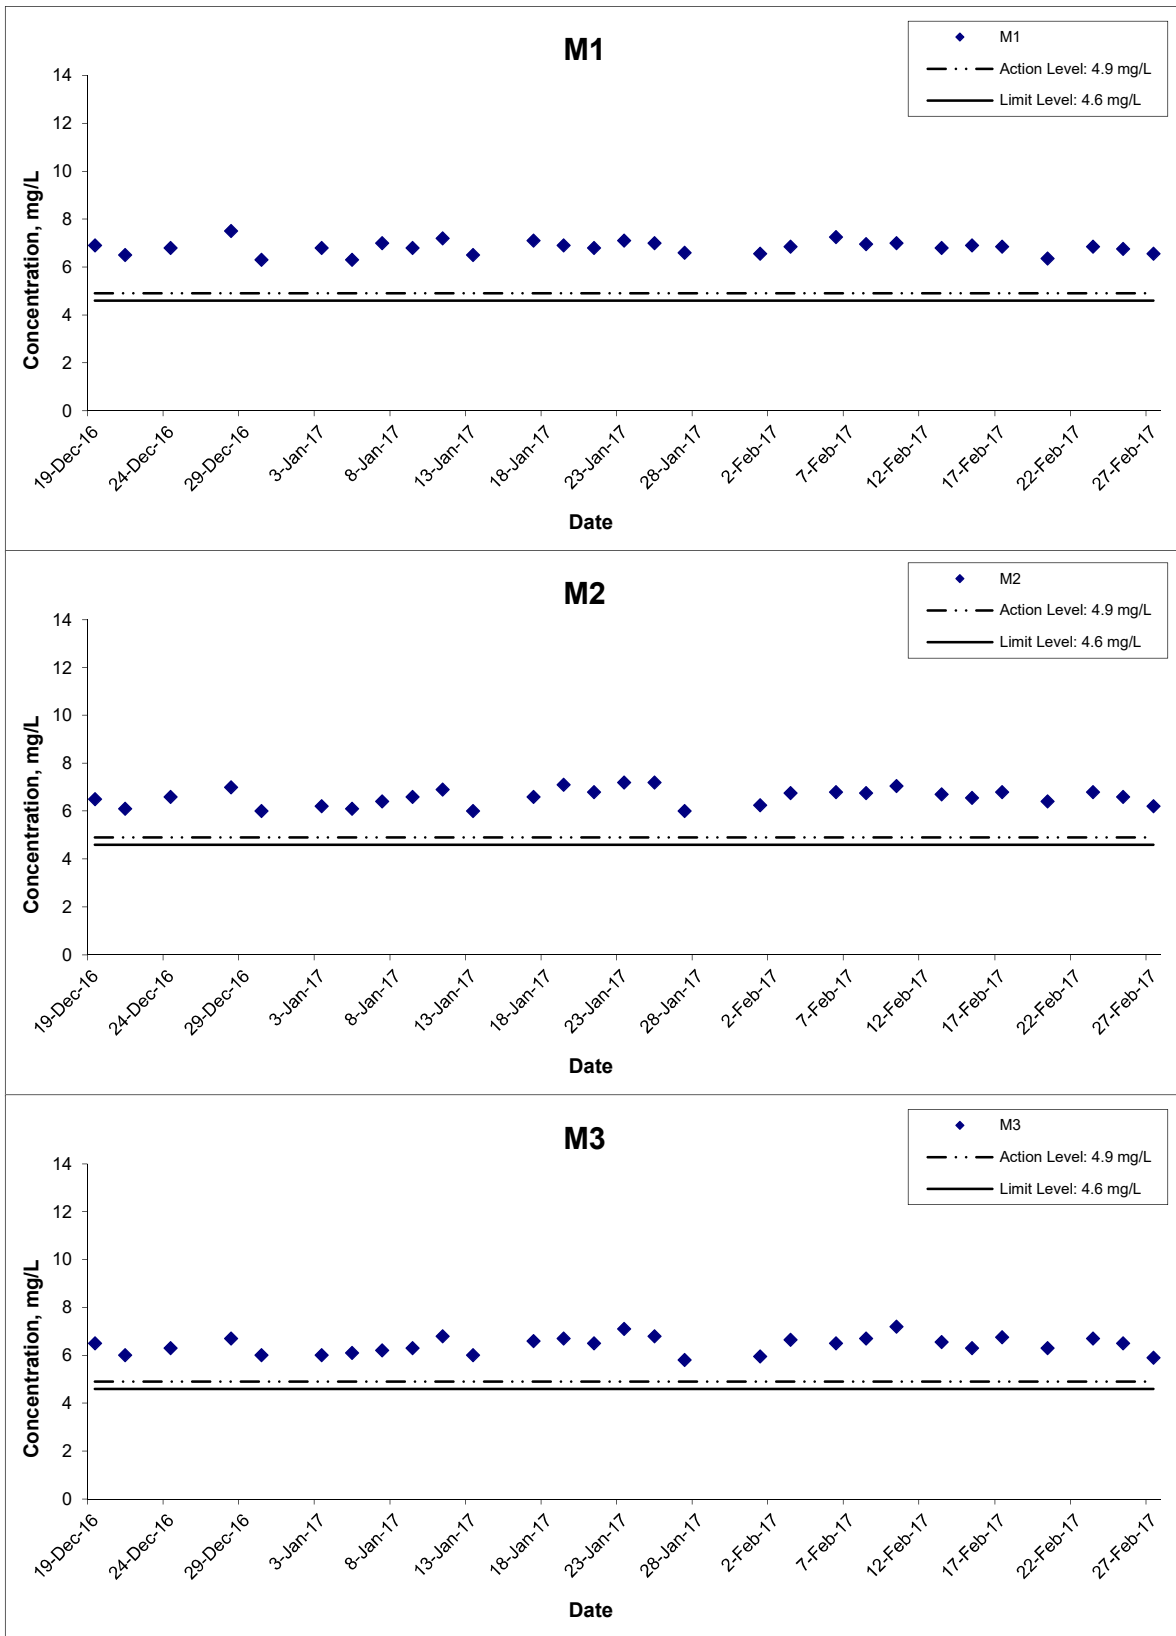 M1
M1
Action Level: 4.9 mg/L
Limit Level: 4.6 mg/L
Concentration, mg/L
14
12
10
8
6
4
2
0
19-Dec-16
24-Dec-16
29-Dec-16
3-Jan-17
8-Jan-17
13-Jan-17
18-Jan-17
23-Jan-17
28-Jan-17
2-Feb-17
7-Feb-17
12-Feb-17
17-Feb-17
22-Feb-17
27-Feb-17
Date
M2
M2
Action Level: 4.9 mg/L
Limit Level: 4.6 mg/L
Concentration, mg/L
14
12
10
8
6
4
2
0
19-Dec-16
24-Dec-16
29-Dec-16
3-Jan-17
8-Jan-17
13-Jan-17
18-Jan-17
23-Jan-17
28-Jan-17
2-Feb-17
7-Feb-17
12-Feb-17
17-Feb-17
22-Feb-17
27-Feb-17
Date
M3
M3
Action Level: 4.9 mg/L
Limit Level: 4.6 mg/L
Concentration, mg/L
14
12
10
8
6
4
2
0
19-Dec-16
24-Dec-16
29-Dec-16
3-Jan-17
8-Jan-17
13-Jan-17
18-Jan-17
23-Jan-17
28-Jan-17
2-Feb-17
7-Feb-17
12-Feb-17
17-Feb-17
22-Feb-17
27-Feb-17
Date